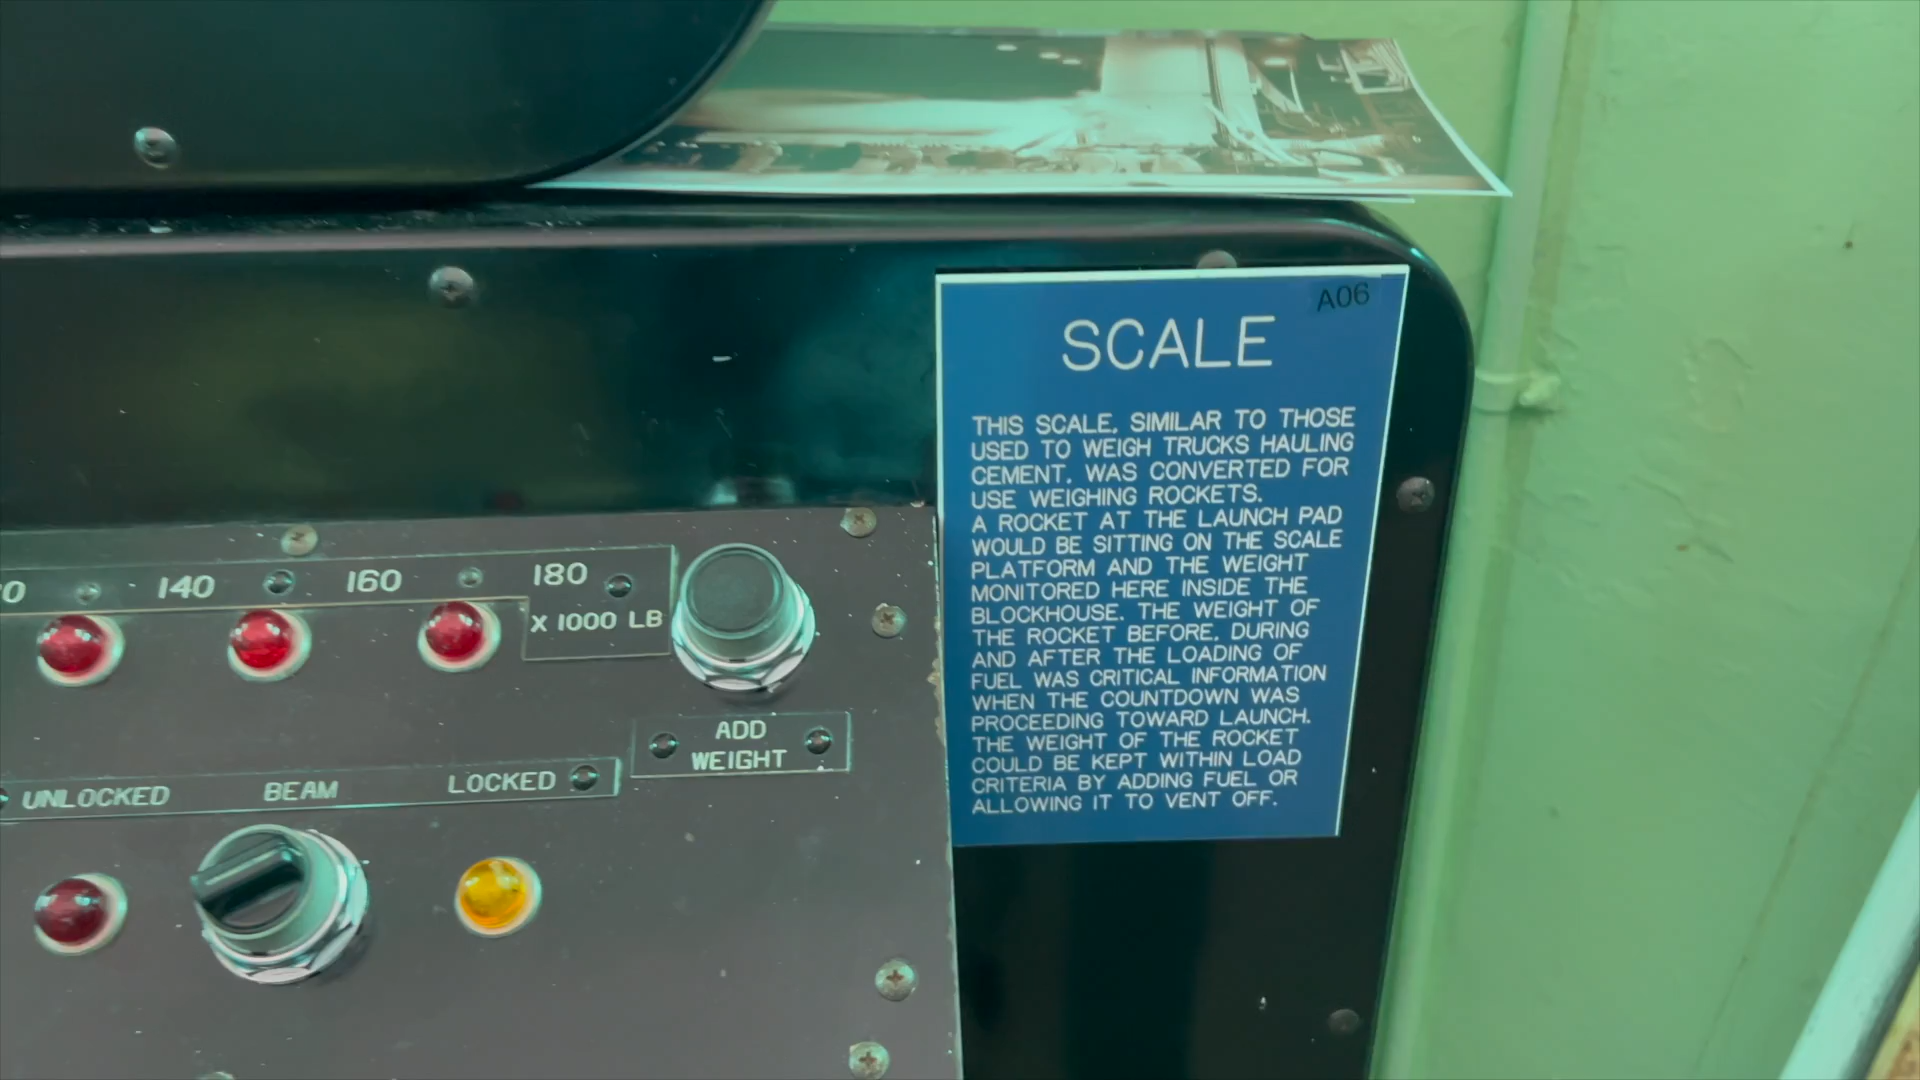 A06
SCALE
THIS SCALE, SIMILAR TO THOSE
USED TO WEIGH TRUCKS HAULING
CEMENT, WAS CONVERTED FOR
USE WEIGHING ROCKETS.
A ROCKET AT THE LAUNCH PAD
WOULD BE SITTING ON THE SCALE
PLATFORM AND THE WEIGHT
MONITORED HERE INSIDE THE
BLOCKHOUSE. THE WEIGHT OF
THE ROCKET BEFORE, DURING
AND AFTER THE LOADING OF
FUEL WAS CRITICAL INFORMATION
WHEN THE COUNTDOWN WAS
PROCEEDING TOWARD LAUNCH.
THE WEIGHT OF THE ROCKET
COULD BE KEPT WITHIN LOAD
CRITERIA BY ADDING FUEL OR
ALLOWING IT TO VENT OFF.
140 160 180
X 1000 LB
ADD
WEIGHT
UNLOCKED BEAM LOCKED